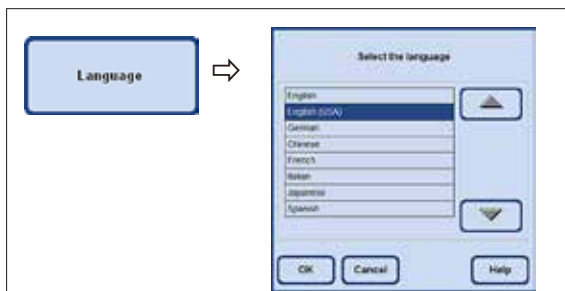 Language
Select the language
English
English (USA)
German
Chinese
French
Italian
Japanese
Spanish
OK
Cancel
Help